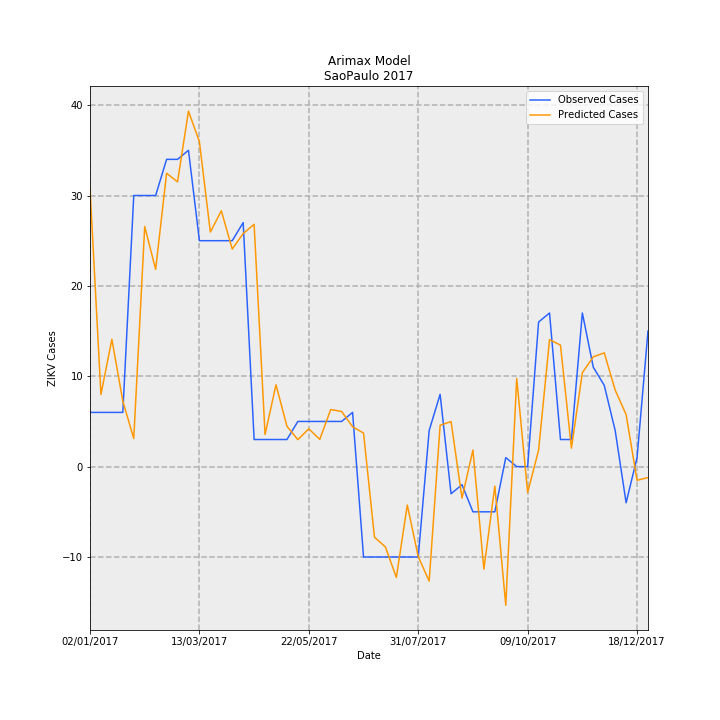 Arimax Model
SaoPaulo 2017
Observed Cases
Predicted Cases
40
30
20
10
0
−10
ZIKV Cases
02/01/2017 13/03/2017 22/05/2017 31/07/2017 09/10/2017 18/12/2017
Date